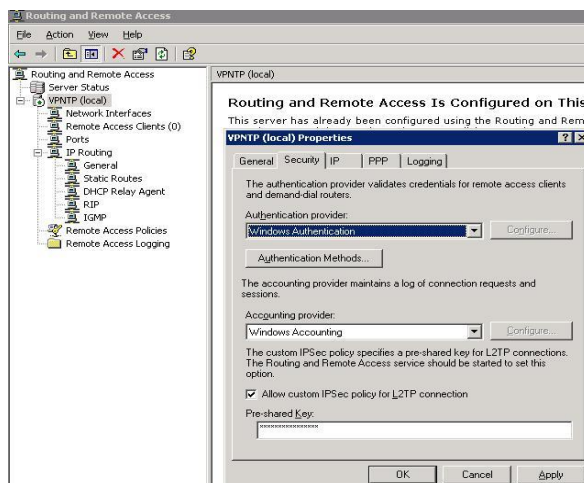 Routing and Remote Access
File Action View Help
Routing and Remote Access
Server Status
VPNTP (local)
Network Interfaces
Remote Access Clients (0)
Ports
IP Routing
General
Static Routes
DHCP Relay Agent
RIP
IGMP
Remote Access Policies
Remote Access Logging
VPNTP (local)
Routing and Remote Access Is Configured on This
This server has already been configured using the Routing and Rem
VPNTP (local) Properties
General Security IP PPP Logging
The authentication provider validates credentials for remote access clients
and demand-dial routers.
Authentication provider:
Windows Authentication
Configure...
Authentication Methods...
The accounting provider maintains a log of connection requests and
sessions.
Accounting provider:
Windows Accounting
Configure...
The custom IPSec policy specifies a pre-shared key for L2TP connections.
The Routing and Remote Access service should be started to set this
option.
Allow custom IPSec policy for L2TP connection
Pre-shared Key:
****************
OK Cancel Apply